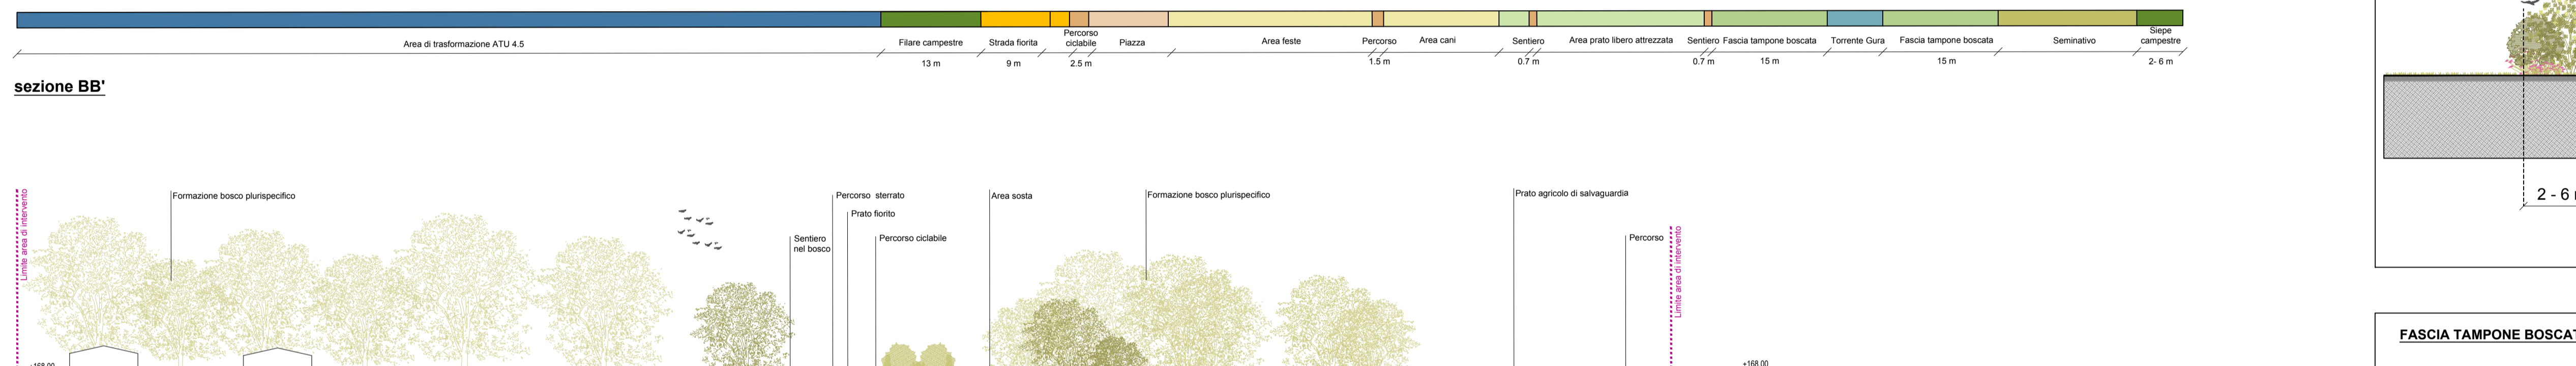 Area di trasformazione ATU 4.5
Filare campestre
Strada fiorita
Percorso
ciclabile
Piazza
Area feste
Percorso
Area cani
Sentiero
Area prato libero attrezzata
Sentiero
Fascia tampone boscata
Torrente Gura
Fascia tampone boscata
Seminativo
Siepe
campestre
13 m
9 m
2.5 m
1.5 m
0.7 m
0.7 m
15 m
15 m
2- 6 m
sezione BB'
Limite area di intervento
Formazione bosco plurispecifico
Sentiero
nel bosco
Percorso sterrato
Prato fiorito
Percorso ciclabile
Area sosta
Formazione bosco plurispecifico
Prato agricolo di salvaguardia
Percorso
Limite area di intervento
+168.00
+168.00
2 - 6
FASCIA TAMPONE BOSCAT